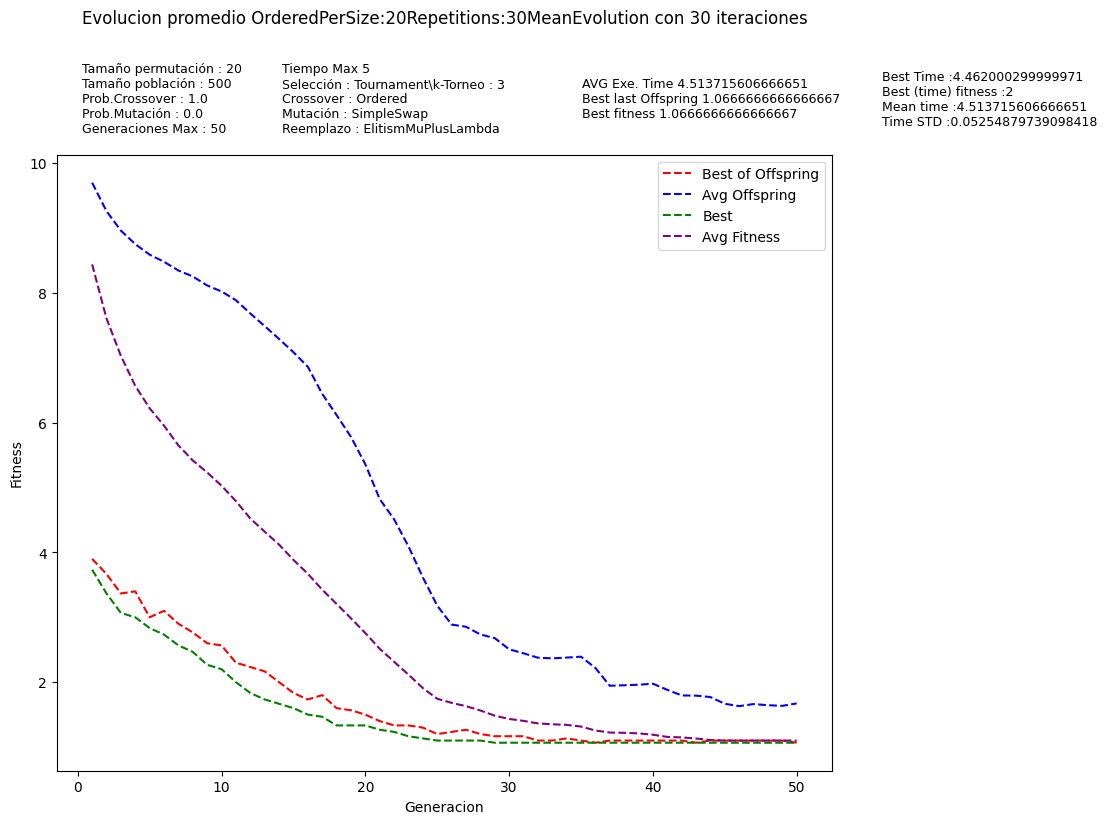 Evolucion promedio OrderedPerSize:20Repetitions:30MeanEvolution con 30 iteraciones
Tamaño permutación : 20
Tamaño población : 500
Prob.Crossover : 1.0
Prob.Mutación : 0.0
Generaciones Max : 50
Tiempo Max 5
Selección : Tournament\k-Torneo : 3
Crossover : Ordered
Mutación : SimpleSwap
Reemplazo : ElitismMuPlusLambda
AVG Exe. Time 4.513715606666651
Best last Offspring 1.0666666666666667
Best fitness 1.0666666666666667
Best Time :4.462000299999971
Best (time) fitness :2
Mean time :4.513715606666651
Time STD :0.05254879739098418
Best of Offspring
Avg Offspring
Best
Avg Fitness
Fitness
10
8
6
4
2
0
10
20
30
40
50
Generacion